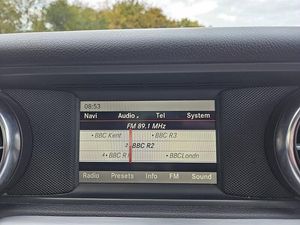 08:53
Navi Audio Tel System
FM 89.1 MHz
BBC Kent BBC R3
BBC R2
BBC R1 BBCLondn
Radio Presets Info FM Sound